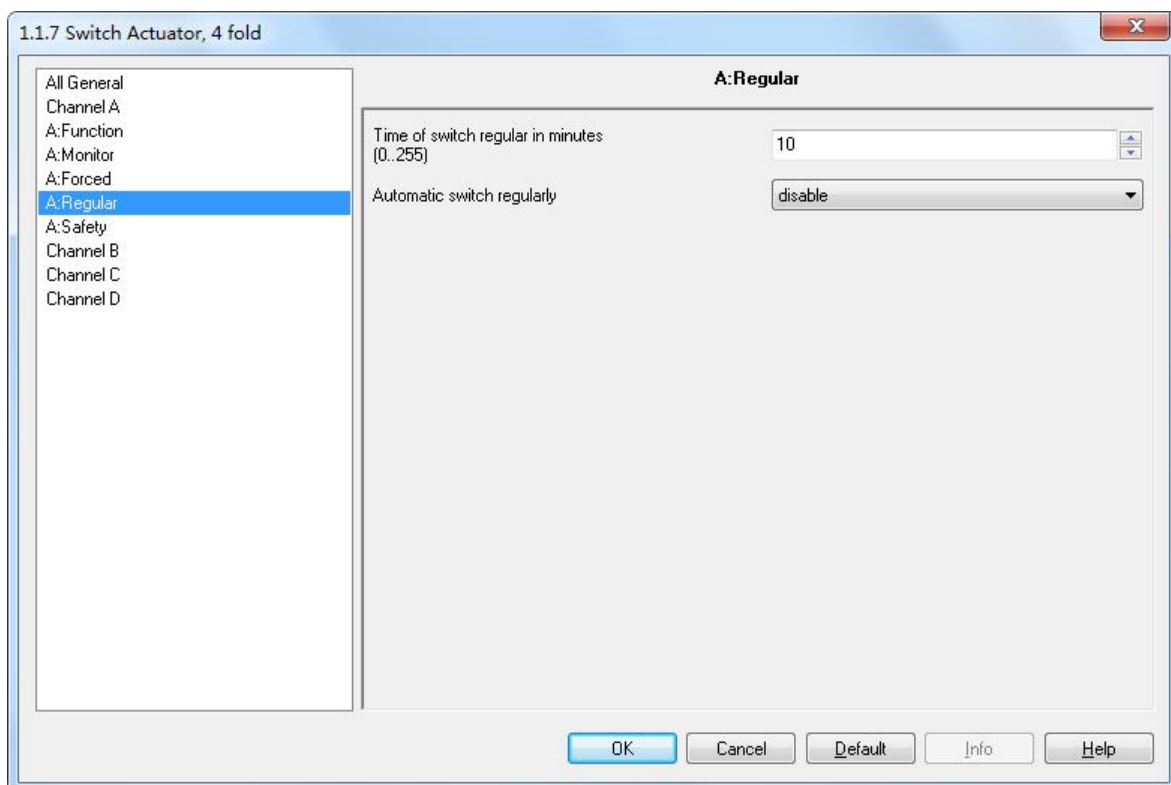 1.1.7 Switch Actuator, 4 fold
All General
Channel A
A:Function
A:Monitor
A:Forced
A:Regular
A:Safety
Channel B
Channel C
Channel D
A:Regular
Time of switch regular in minutes
(0..255)
10
Automatic switch regularly
disable
OK
Cancel
Default
Info
Help